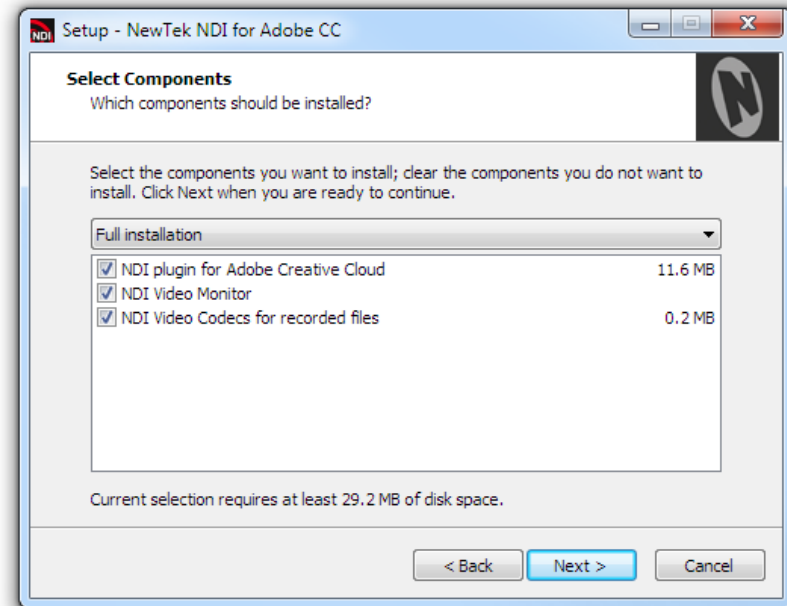 NDI Setup - NewTek NDI for Adobe CC
Select Components
Which components should be installed?
Select the components you want to install; clear the components you do not want to
install. Click Next when you are ready to continue.
Full installation
NDI plugin for Adobe Creative Cloud 11.6 MB
NDI Video Monitor
NDI Video Codecs for recorded files 0.2 MB
Current selection requires at least 29.2 MB of disk space.
< Back Next > Cancel